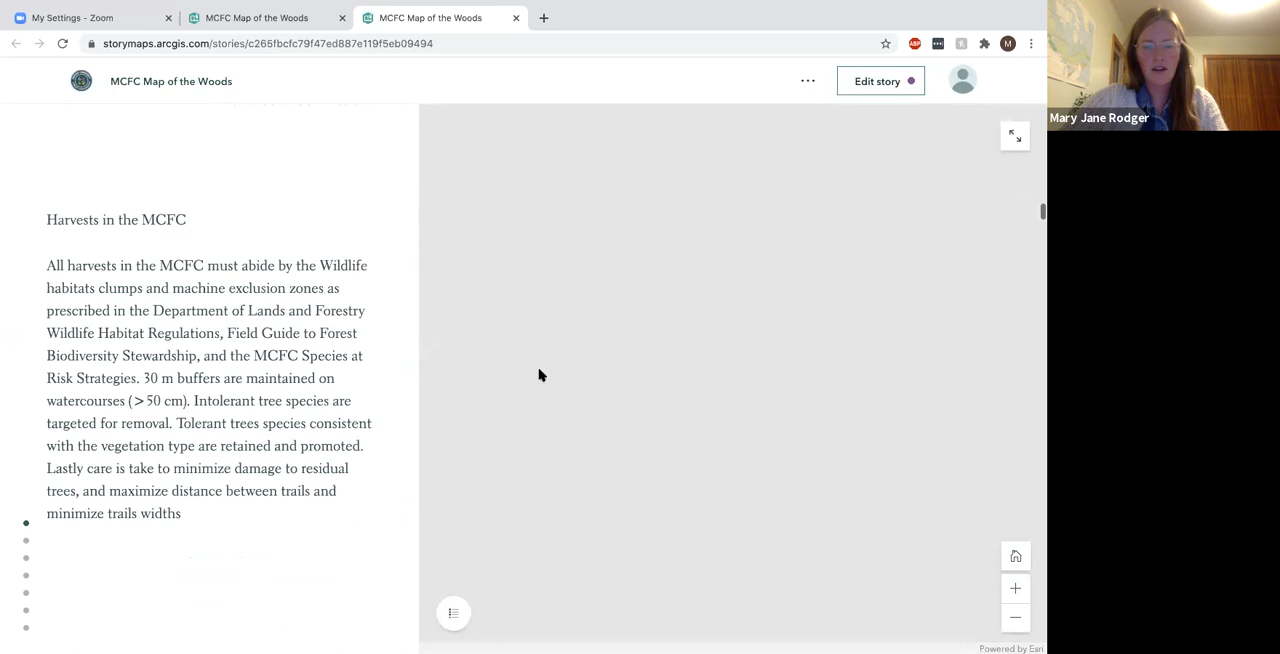 My Settings - Zoom
MCFC Map of the Woods
MCFC Map of the Woods
storymaps.arcgis.com/stories/c265fbcfc79f47ed887e119f5eb09494
ABP
M
MCFC Map of the Woods
Edit story
Mary Jane Rodger
Harvests in the MCFC
All harvests in the MCFC must abide by the Wildlife
habitats clumps and machine exclusion zones as
prescribed in the Department of Lands and Forestry
Wildlife Habitat Regulations, Field Guide to Forest
Biodiversity Stewardship, and the MCFC Species at
Risk Strategies. 30 m buffers are maintained on
watercourses (>50 cm). Intolerant tree species are
targeted for removal. Tolerant trees species consistent
with the vegetation type are retained and promoted.
Lastly care is take to minimize damage to residual
trees, and maximize distance between trails and
minimize trails widths
Powered by Esri